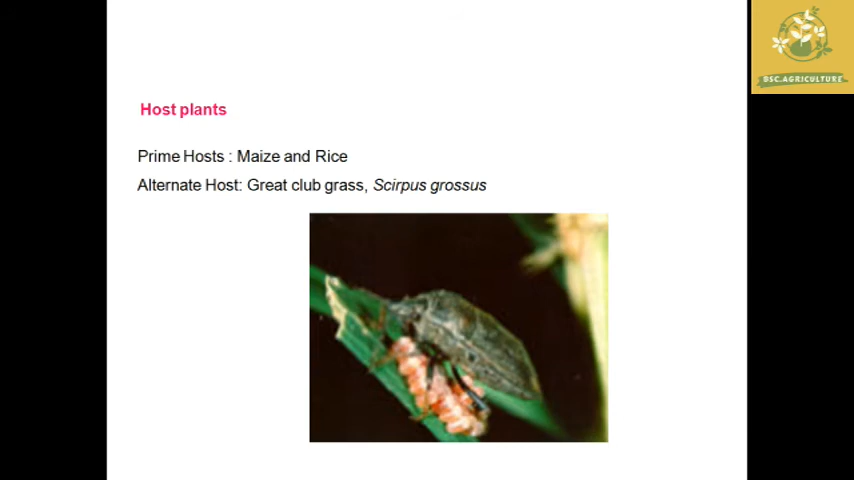 BSC.AGRICULTURE
Host plants
Prime Hosts : Maize and Rice
Alternate Host: Great club grass, Scirpus grossus